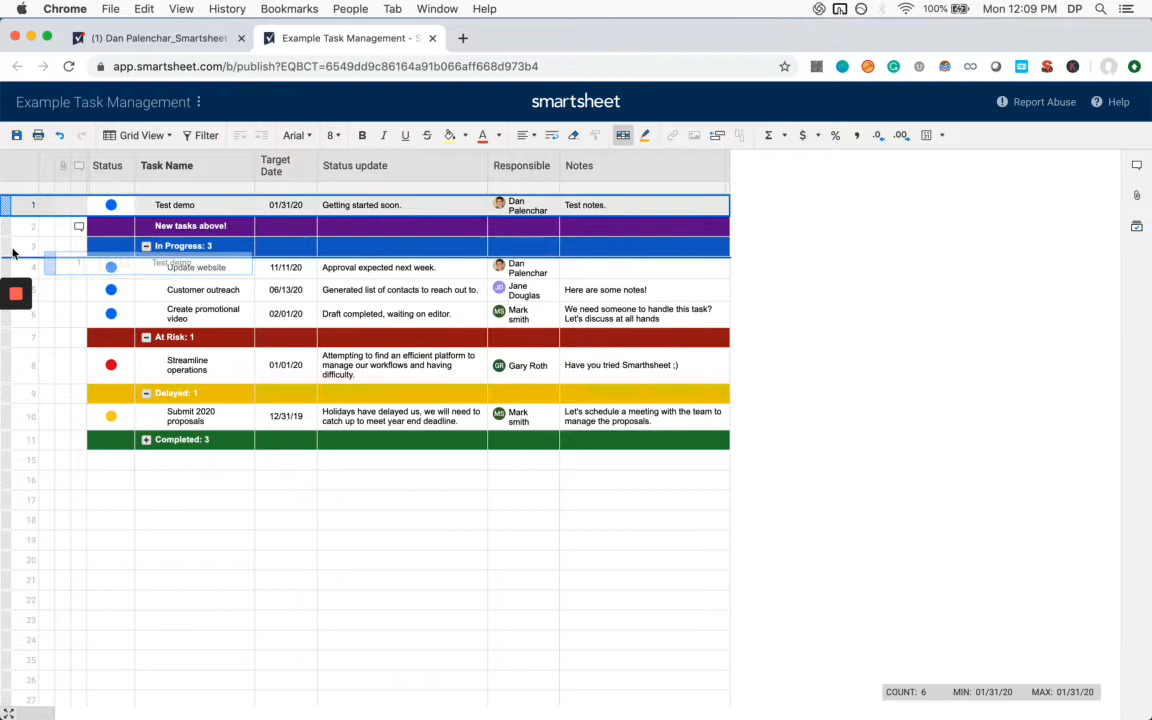 Chrome File Edit View History Bookmarks People Tab Window Help 100% Mon 12:09 PM DP
(1) Dan Palenchar_Smartsheet Example Task Management - S
app.smartsheet.com/b/publish?EQBCT=6549dd9c86164a91b066aff668d973b4
Example Task Management smartsheet Report Abuse Help
Grid View Filter Arial 8 B I U S A Σ $ % , .0 .00
Status Task Name Target Date Status update Responsible Notes
1 Test demo 01/31/20 Getting started soon. Dan Palenchar Test notes.
2 New tasks above!
3 In Progress: 3
1 Test demo
4 Update website 11/11/20 Approval expected next week. Dan Palenchar
Customer outreach 06/13/20 Generated list of contacts to reach out to. JD Jane Douglas Here are some notes!
6 Create promotional video 02/01/20 Draft completed, waiting on editor. MS Mark smith We need someone to handle this task? Let's discuss at all hands
7 At Risk: 1
8 Streamline operations 01/01/20 Attempting to find an efficient platform to manage our workflows and having difficulty. GR Gary Roth Have you tried Smarthsheet ;)
9 Delayed: 1
10 Submit 2020 proposals 12/31/19 Holidays have delayed us, we will need to catch up to meet year end deadline. MS Mark smith Let's schedule a meeting with the team to manage the proposals.
11 Completed: 3
15
16
17
18
19
20
21
22
23
24
25
26
27
COUNT: 6 MIN: 01/31/20 MAX: 01/31/20